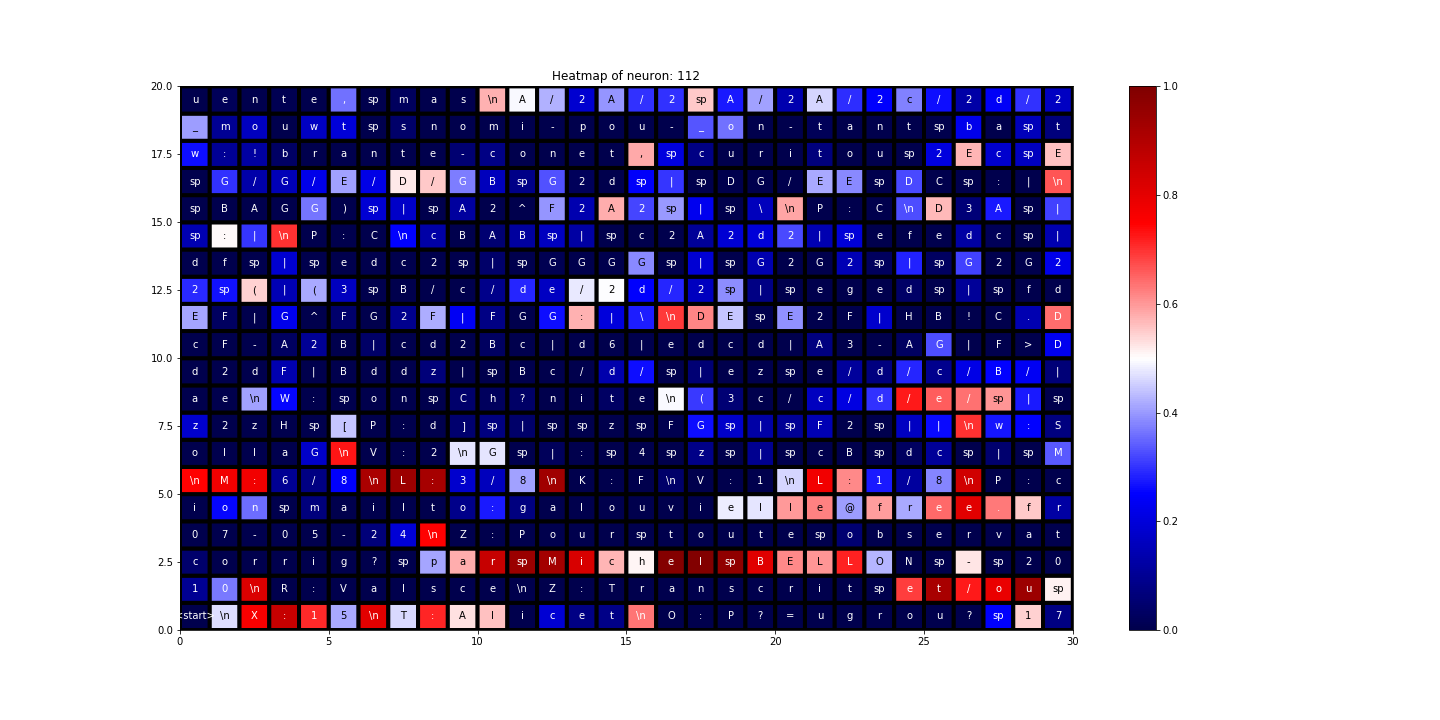 Heatmap of neuron: 112
20.0 u e n t e , sp m a s \n A / 2 A / 2 sp A / 2 A / 2 c / 2 d / 2 1.0
_ m o u w t sp s n o m i - p o u - _ o n - t a n t sp b a sp t
17.5 w : ! b r a n t e - c o n e t , sp c u r i t o u sp 2 E c sp E
sp G / G / E / D / G B sp G 2 d sp | sp D G / E E sp D C sp : | \n 0.8
15.0 sp B A G G ) sp | sp A 2 ^ F 2 A 2 sp | sp \ \n P : C \n D 3 A sp |
sp : | \n P : C \n c B A B sp | sp c 2 A 2 d 2 | sp e f e d c sp |
d f sp | sp e d c 2 sp | sp G G G G sp | sp G 2 G 2 sp | sp G 2 G 2
12.5 2 sp ( | ( 3 sp B / c / d e / 2 d / 2 sp | sp e g e d sp | sp f d 0.6
E F | G ^ F G 2 F | F G G : | \ \n D E sp E 2 F | H B ! C . D
10.0 c F - A 2 B | c d 2 B c | d 6 | e d c d | A 3 - A G | F > D
d 2 d F | B d d z | sp B c / d / sp | e z sp e / d / c / B / |
a e \n W : sp o n sp C h ? n i t e \n ( 3 c / c / d / e / sp | sp 0.4
7.5 z 2 z H sp [ P : d ] sp | sp sp z sp F G sp | sp F 2 sp | | \n w : S
o l l a G \n V : 2 \n G sp | : sp 4 sp z sp | sp c B sp d c sp | sp M
5.0 \n M : 6 / 8 \n L : 3 / 8 \n K : F \n V : 1 \n L : 1 / 8 \n P : c
i o n sp m a i l t o : g a l o u v i e l l e @ f r e e . f r 0.2
0 7 - 0 5 - 2 4 \n Z : P o u r sp t o u t e sp o b s e r v a t
2.5 c o r r i g ? sp p a r sp M i c h e l sp B E L L O N sp - sp 2 0
1 0 \n R : V a l s c e \n Z : T r a n s c r i t sp e t / o u sp
0.0 <start> \n X : 1 5 \n T : A l i c e t \n O : P ? = u g r o u ? sp 1 7 0.0
0 5 10 15 20 25 30